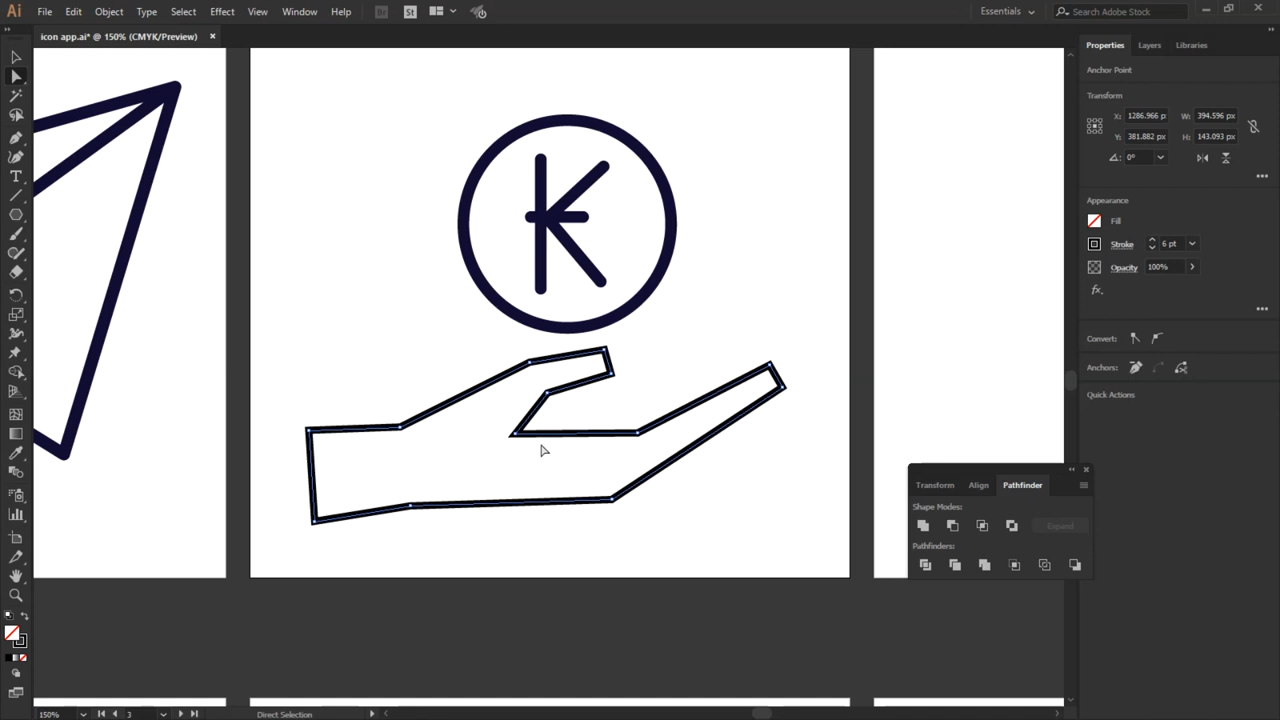 Ai File Edit Object Type Select Effect View Window Help Br St Essentials Search Adobe Stock
icon app.ai* @ 150% (CMYK/Preview)
Properties Layers Libraries
Anchor Point
Transform
X: 1286.966 p W: 394.596 px
Y: 381.882 px H: 143.093 px
0°
Appearance
Fill
Stroke 6 pt
Opacity 100%
fx.
Convert:
Anchors:
Quick Actions
Transform Align Pathfinder
Shape Modes:
Expand
Pathfinders:
150% 3 Direct Selection